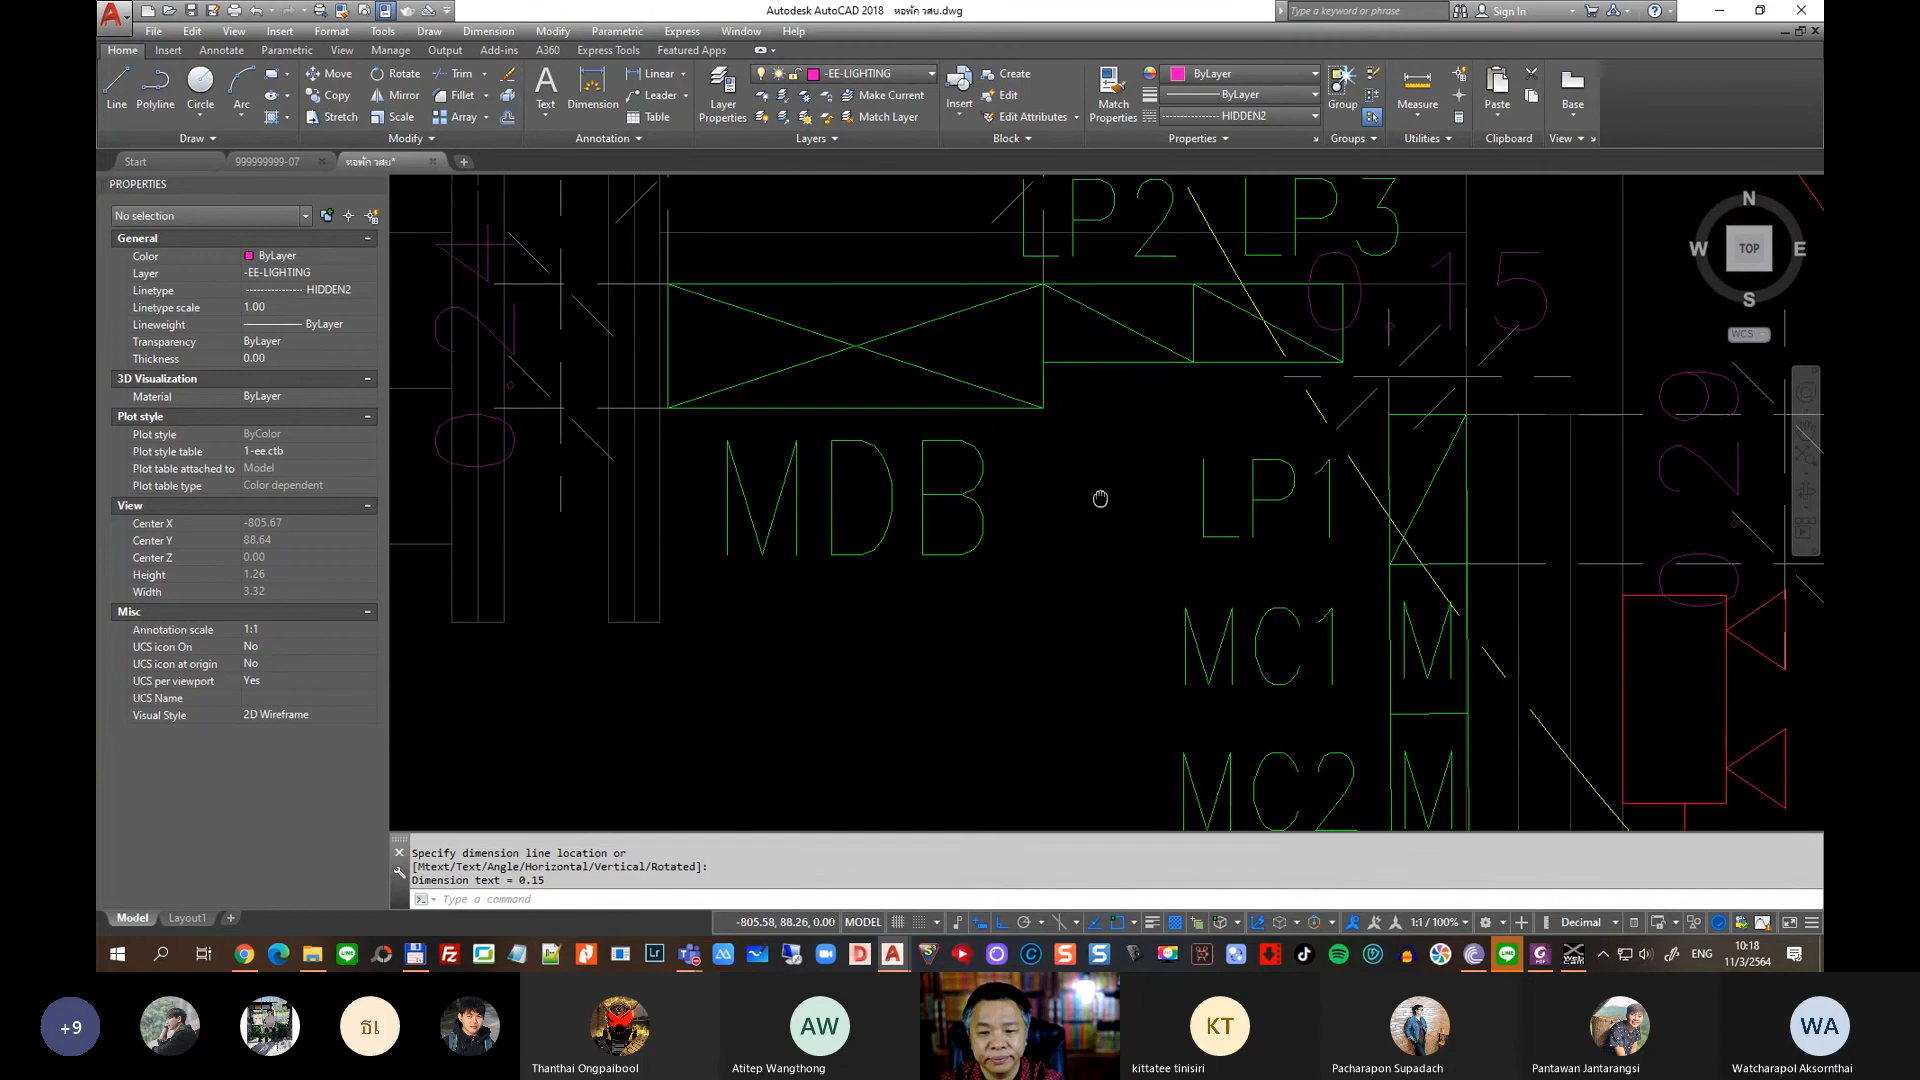 Autodesk AutoCAD 2018 หอพัก วสบ.dwg
Type a keyword or phrase
Sign In
File Edit View Insert Format Tools Draw Dimension Modify Parametric Express Window Help
Home Insert Annotate Parametric View Manage Output Add-ins A360 Express Tools Featured Apps
Line
Polyline
Circle
Arc
Move
Rotate
Trim
Copy
Mirror
Fillet
Stretch
Scale
Array
Text
Dimension
Linear
Leader
Table
Layer
Properties
-EE-LIGHTING
Make Current
Match Layer
Insert
Create
Edit
Edit Attributes
Match
Properties
ByLayer
ByLayer
HIDDEN2
Group
Measure
Paste
Base
Draw
Modify
Annotation
Layers
Block
Properties
Groups
Utilities
Clipboard
View
Start
999999999-07
หอพัก วสบ*
PROPERTIES
No selection
General
Color ByLayer
Layer -EE-LIGHTING
Linetype HIDDEN2
Linetype scale 1.00
Lineweight ByLayer
Transparency ByLayer
Thickness 0.00
3D Visualization
Material ByLayer
Plot style
Plot style ByColor
Plot style table 1-ee.ctb
Plot table attached to Model
Plot table type Color dependent
View
Center X -805.67
Center Y 88.64
Center Z 0.00
Height 1.26
Width 3.32
Misc
Annotation scale 1:1
UCS icon On No
UCS icon at origin No
UCS per viewport Yes
UCS Name
Visual Style 2D Wireframe
LP2 LP3
0.15
0.24
0.29
MDB
LP1
MC1 M
MC2 M
N
W TOP E
S
WCS
Specify dimension line location or
[Mtext/Text/Angle/Horizontal/Vertical/Rotated]:
Dimension text = 0.15
Type a command
Model Layout1
-805.58, 88.26, 0.00 MODEL
1:1 / 100%
Decimal
ENG
10:18
11/3/2564
+9
ธเ
AW
KT
WA
Thanthai Ongpaibool
Atitep Wangthong
kittatee tinisiri
Pacharapon Supadach
Pantawan Jantarangsi
Watcharapol Aksornthai